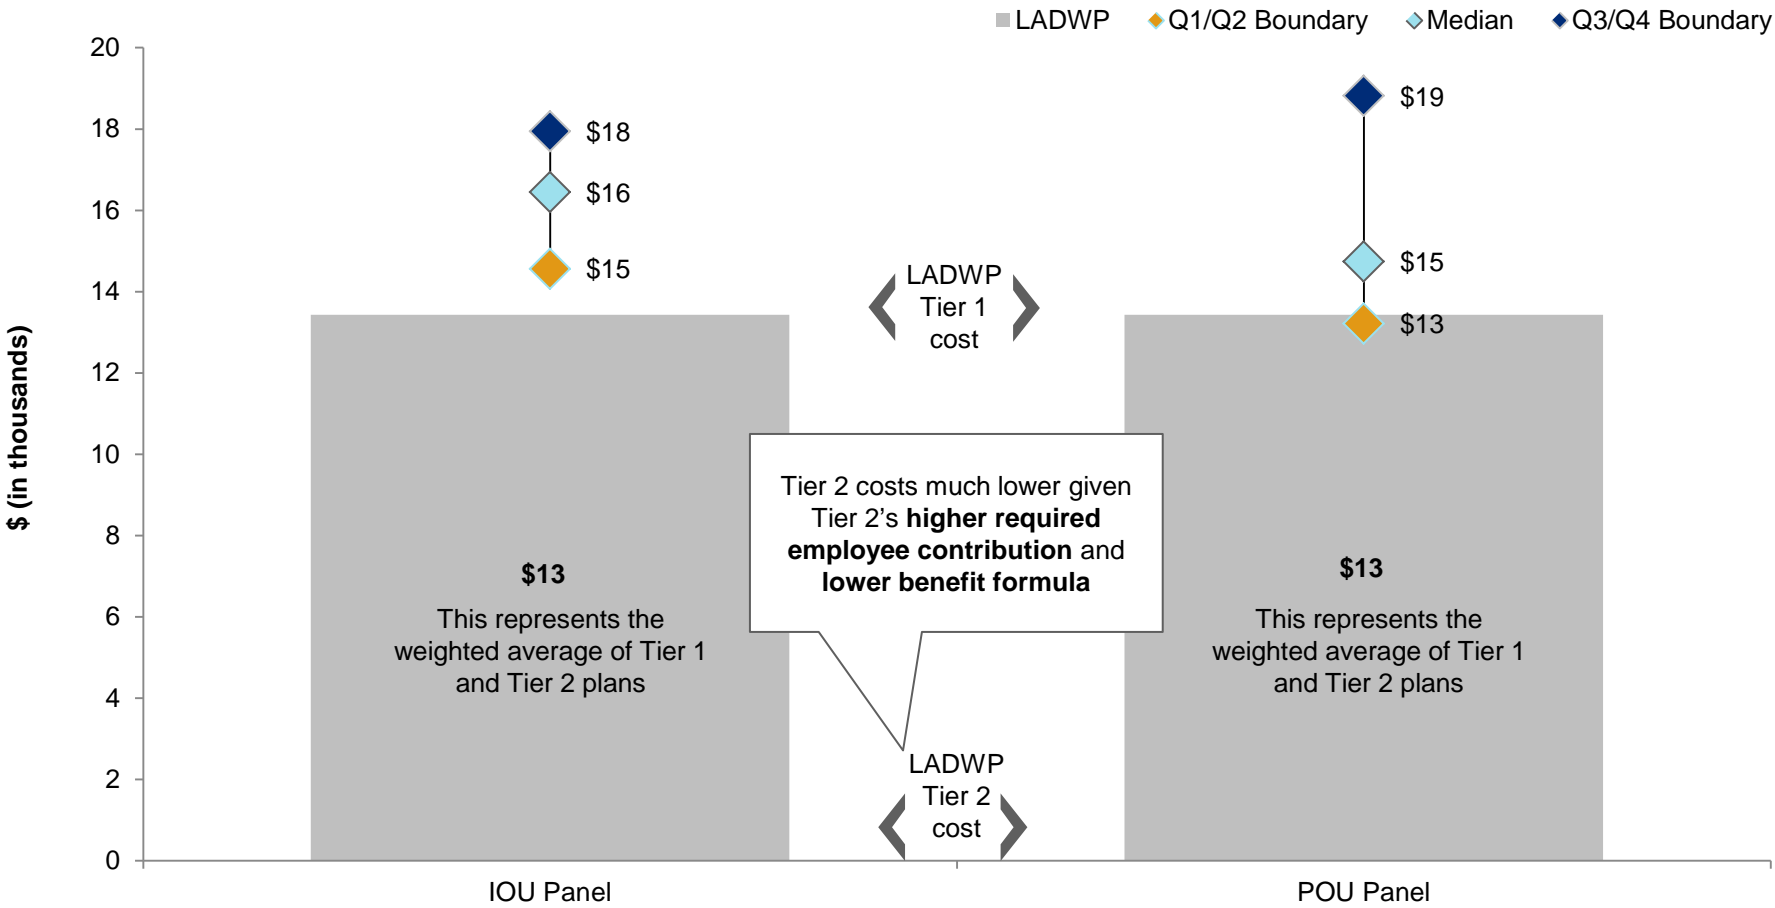 LADWP
Q1/Q2 Boundary
Median
Q3/Q4 Boundary
$ (in thousands)
20
18
16
14
12
10
8
6
4
2
0
$18
$16
$15
$19
$15
$13
LADWP
Tier 1
cost
Tier 2 costs much lower given
Tier 2’s higher required
employee contribution and
lower benefit formula
$13
This represents the
weighted average of Tier 1
and Tier 2 plans
$13
This represents the
weighted average of Tier 1
and Tier 2 plans
LADWP
Tier 2
cost
IOU Panel
POU Panel